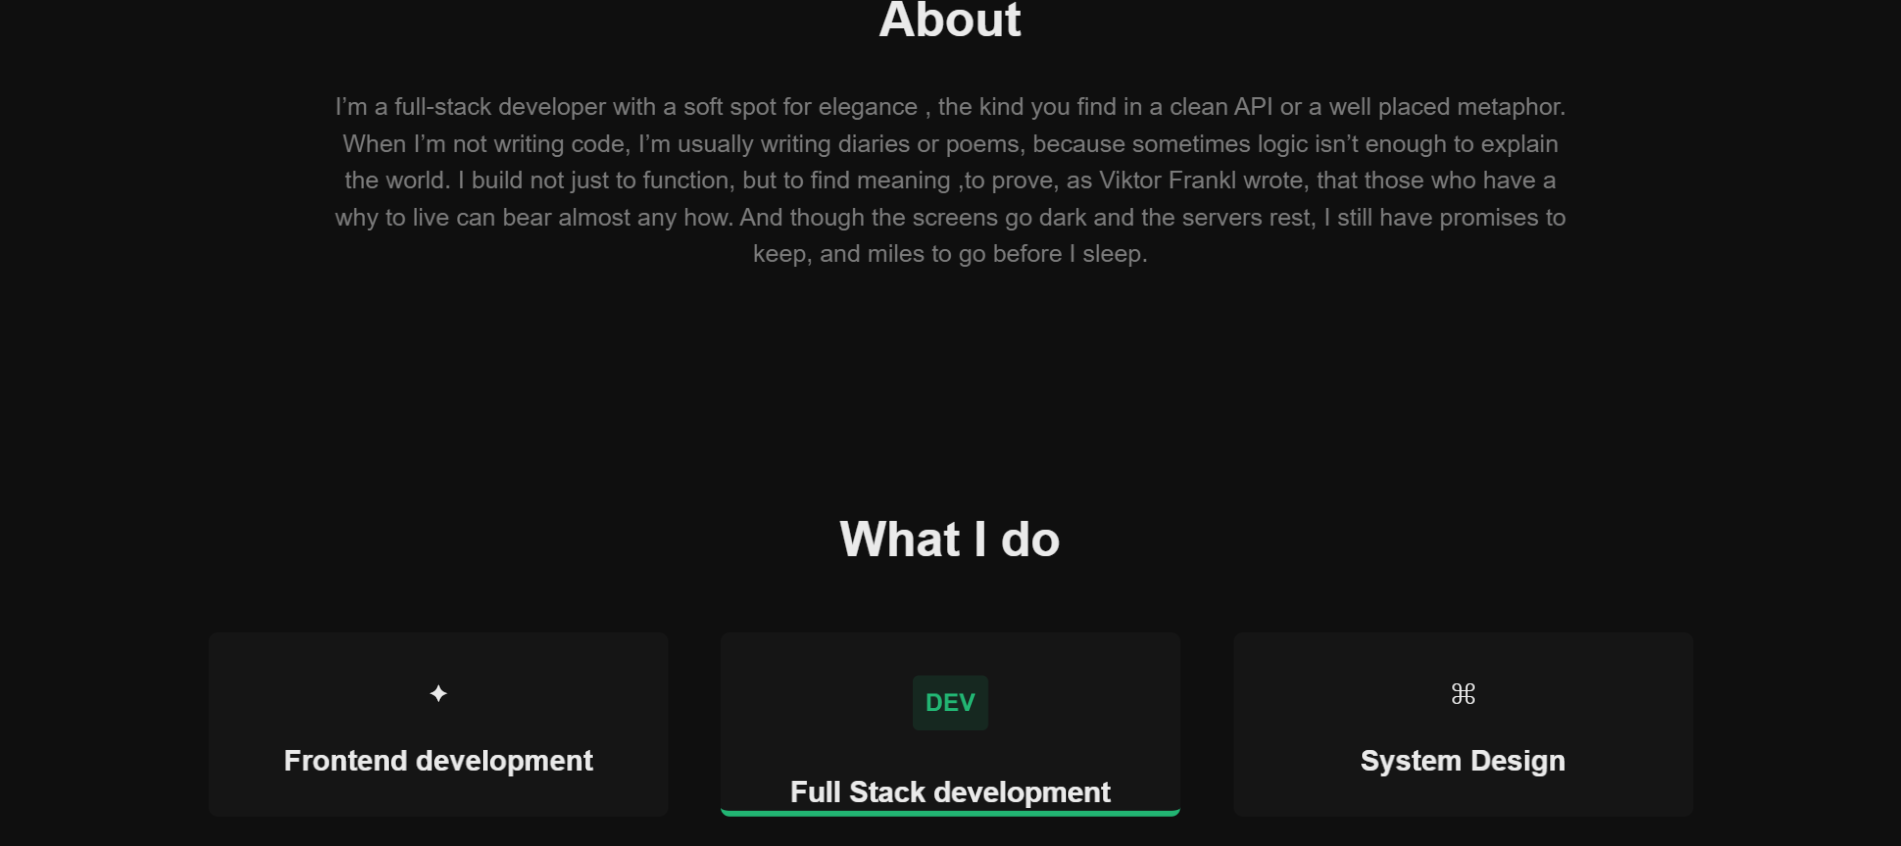 About
I’m a full-stack developer with a soft spot for elegance , the kind you find in a clean API or a well placed metaphor.
When I’m not writing code, I’m usually writing diaries or poems, because sometimes logic isn’t enough to explain
the world. I build not just to function, but to find meaning ,to prove, as Viktor Frankl wrote, that those who have a
why to live can bear almost any how. And though the screens go dark and the servers rest, I still have promises to
keep, and miles to go before I sleep.
What I do
DEV
Frontend development
Full Stack development
System Design